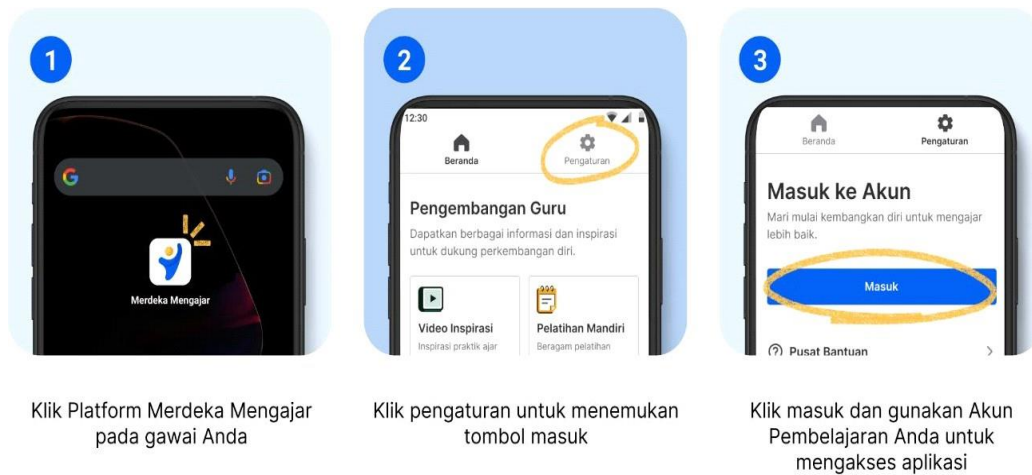 1
Merdeka Mengajar
Klik Platform Merdeka Mengajar
pada gawai Anda
2
12:30
Beranda
Pengaturan
Pengembangan Guru
Dapatkan berbagai informasi dan inspirasi
untuk dukung perkembangan diri.
Video Inspirasi
Inspirasi praktik ajar
Pelatihan Mandiri
Beragam pelatihan
Klik pengaturan untuk menemukan
tombol masuk
3
Beranda
Pengaturan
Masuk ke Akun
Mari mulai kembangkan diri untuk mengajar
lebih baik.
Masuk
Pusat Bantuan
Klik masuk dan gunakan Akun
Pembelajaran Anda untuk
mengakses aplikasi